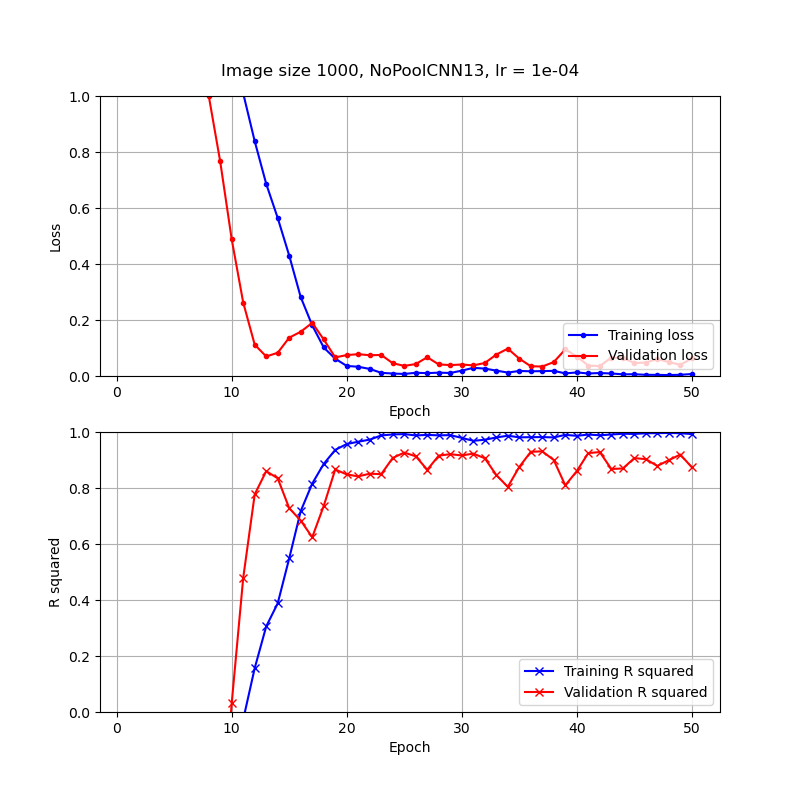 Image size 1000, NoPoolCNN13, lr = 1e-04
1.0
0.8
0.6
0.4
0.2
0.0
Loss
Training loss
Validation loss
0 10 20 30 40 50
Epoch
1.0
0.8
0.6
0.4
0.2
0.0
R squared
Training R squared
Validation R squared
0 10 20 30 40 50
Epoch